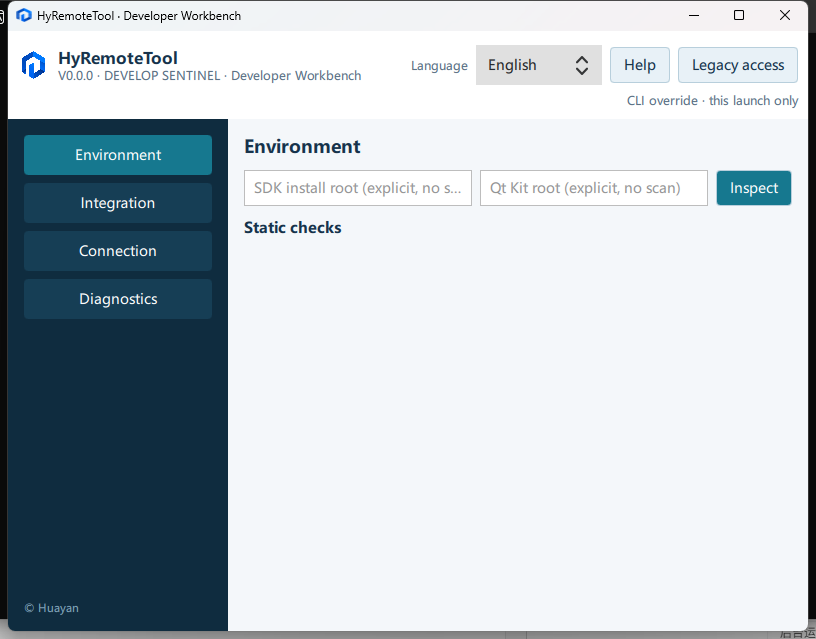 HyRemoteTool · Developer Workbench
HyRemoteTool
V0.0.0 · DEVELOP SENTINEL · Developer Workbench
Language
English
Help
Legacy access
CLI override · this launch only
Environment
Integration
Connection
Diagnostics
© Huayan
Environment
SDK install root (explicit, no s...
Qt Kit root (explicit, no scan)
Inspect
Static checks